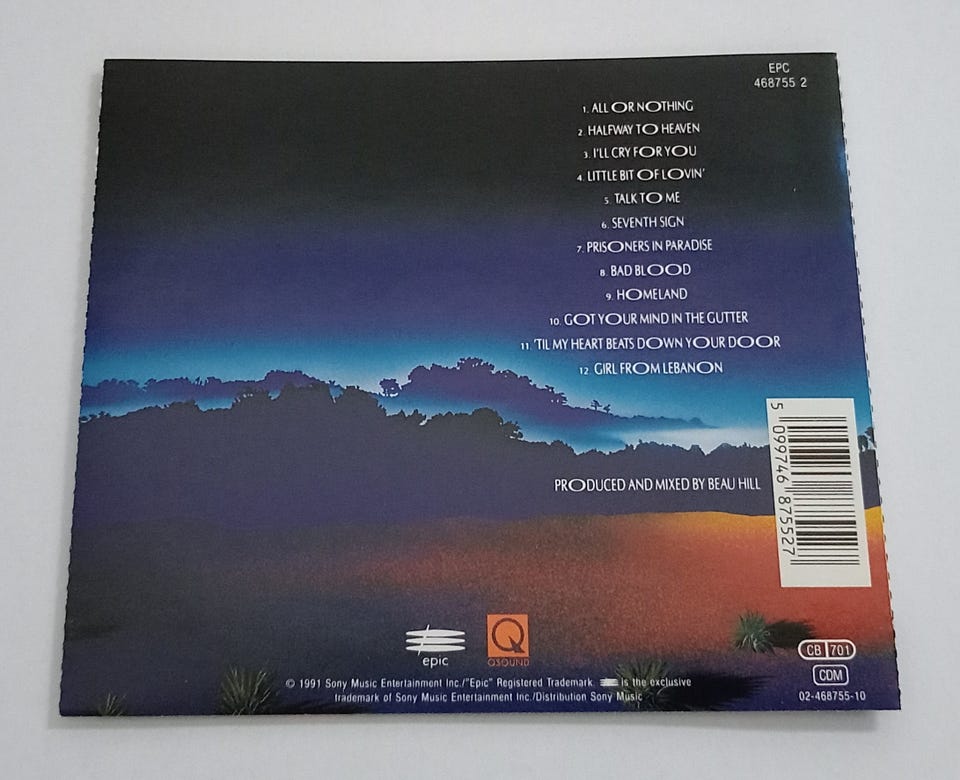 EPC
468755 2
1. ALL OR NOTHING
2. HALFWAY TO HEAVEN
3. I'LL CRY FOR YOU
4. LITTLE BIT OF LOVIN'
5. TALK TO ME
6. SEVENTH SIGN
7. PRISONERS IN PARADISE
8. BAD BLOOD
9. HOMELAND
10. GOT YOUR MIND IN THE GUTTER
11. 'TIL MY HEART BEATS DOWN YOUR DOOR
12. GIRL FROM LEBANON
5 099746 875527
PRODUCED AND MIXED BY BEAU HILL
epic
Q
QSOUND
CB 701
CDM
02-468755-10
© 1991 Sony Music Entertainment Inc./"Epic" Registered Trademark. is the exclusive
trademark of Sony Music Entertainment Inc./Distribution Sony Music